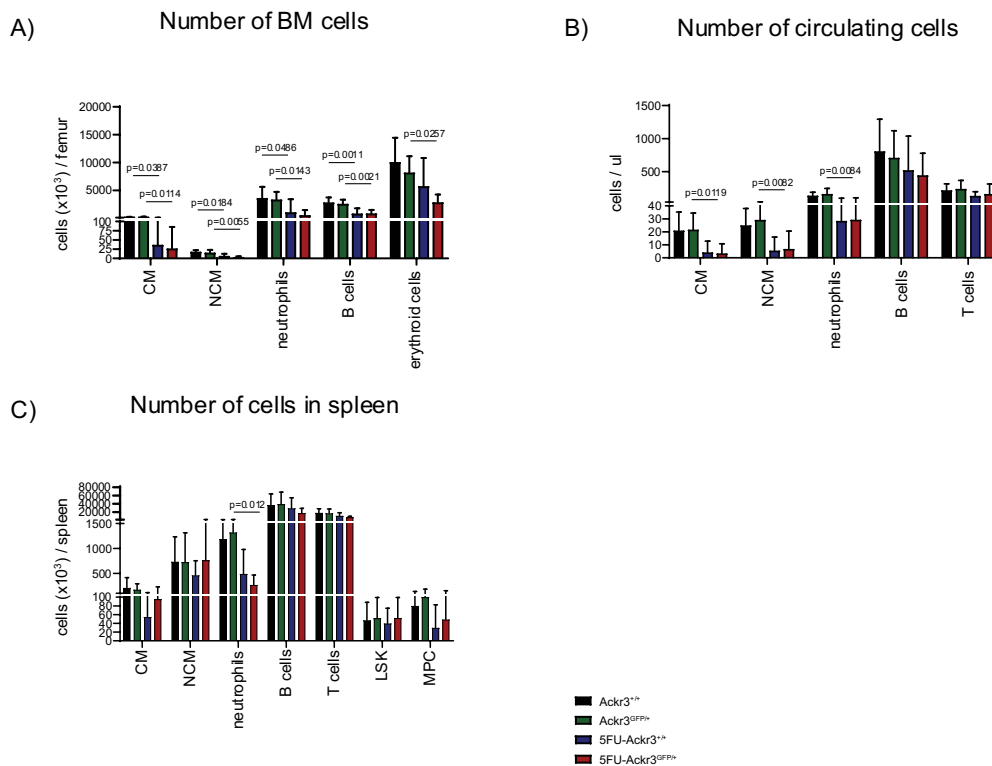 A)
Number of BM cells
cells (x10³) / femur
20000
15000
10000
5000
100
75
50
25
0
p=0.0387
p=0.0114
p=0.0184
p=0.0055
p=0.0486
p=0.0143
p=0.0011
p=0.0021
p=0.0257
CM
NCM
neutrophils
B cells
erythroid cells
B)
Number of circulating cells
cells / ul
1500
1000
500
40
30
20
10
0
p=0.0119
p=0.0082
p=0.0084
CM
NCM
neutrophils
B cells
T cells
C)
Number of cells in spleen
cells (x10³) / spleen
80000
60000
40000
20000
1500
1000
500
100
80
60
40
20
0
p=0.012
CM
NCM
neutrophils
B cells
T cells
LSK
MPC
Ackr3⁺/⁺
Ackr3ᴳFP/⁺
5FU-Ackr3⁺/⁺
5FU-Ackr3ᴳFP/⁺